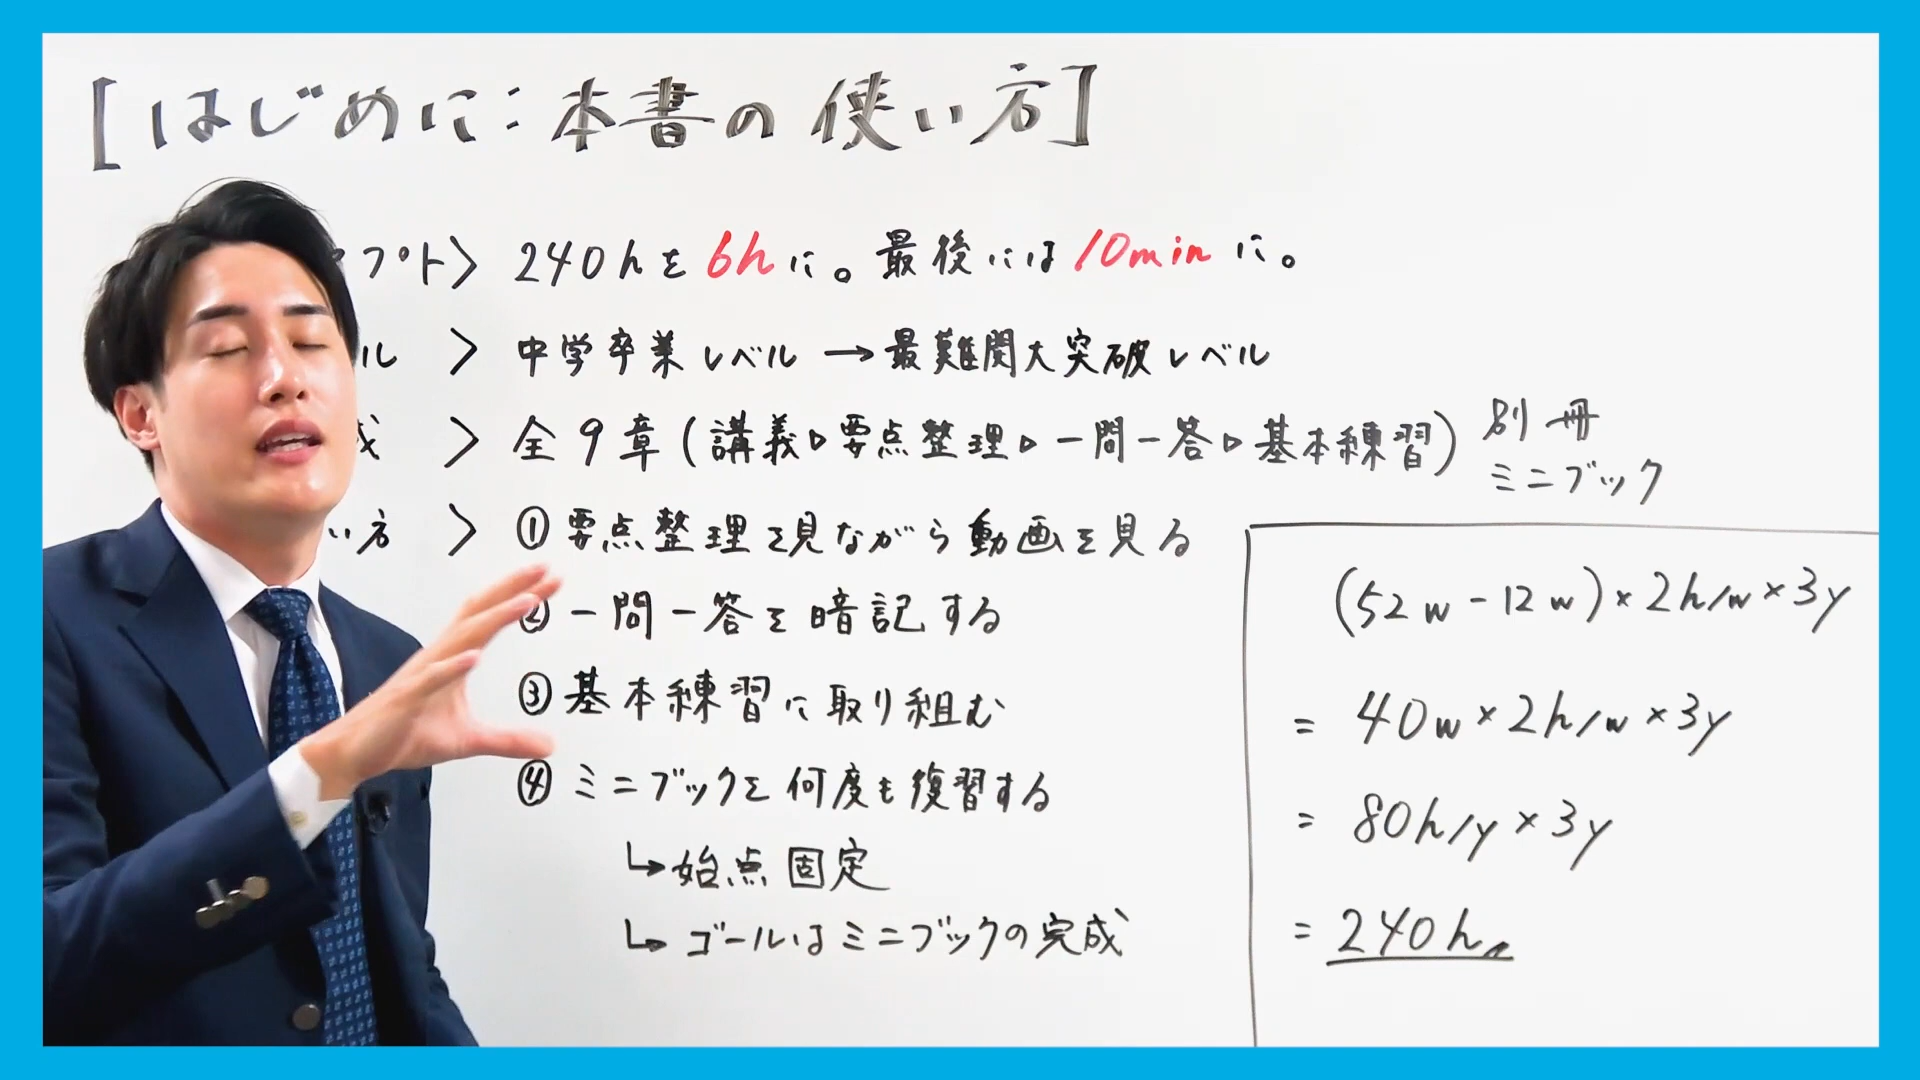 [はじめに:本書の使い方]
プト> 240hを6hに。最後には10minに。
ル > 中学卒業レベル → 最難関大突破レベル
成 > 全9章(講義▷要点整理▷一問一答▷基本練習) 別冊
ミニブック
い方 > ①要点整理を見ながら動画を見る
②一問一答を暗記する
③基本練習に取り組む
④ミニブックを何度も復習する
↳始点固定
↳ゴールはミニブックの完成
(52w-12w)×2h/w×3y
= 40w×2h/w×3y
= 80h/y×3y
= 240h